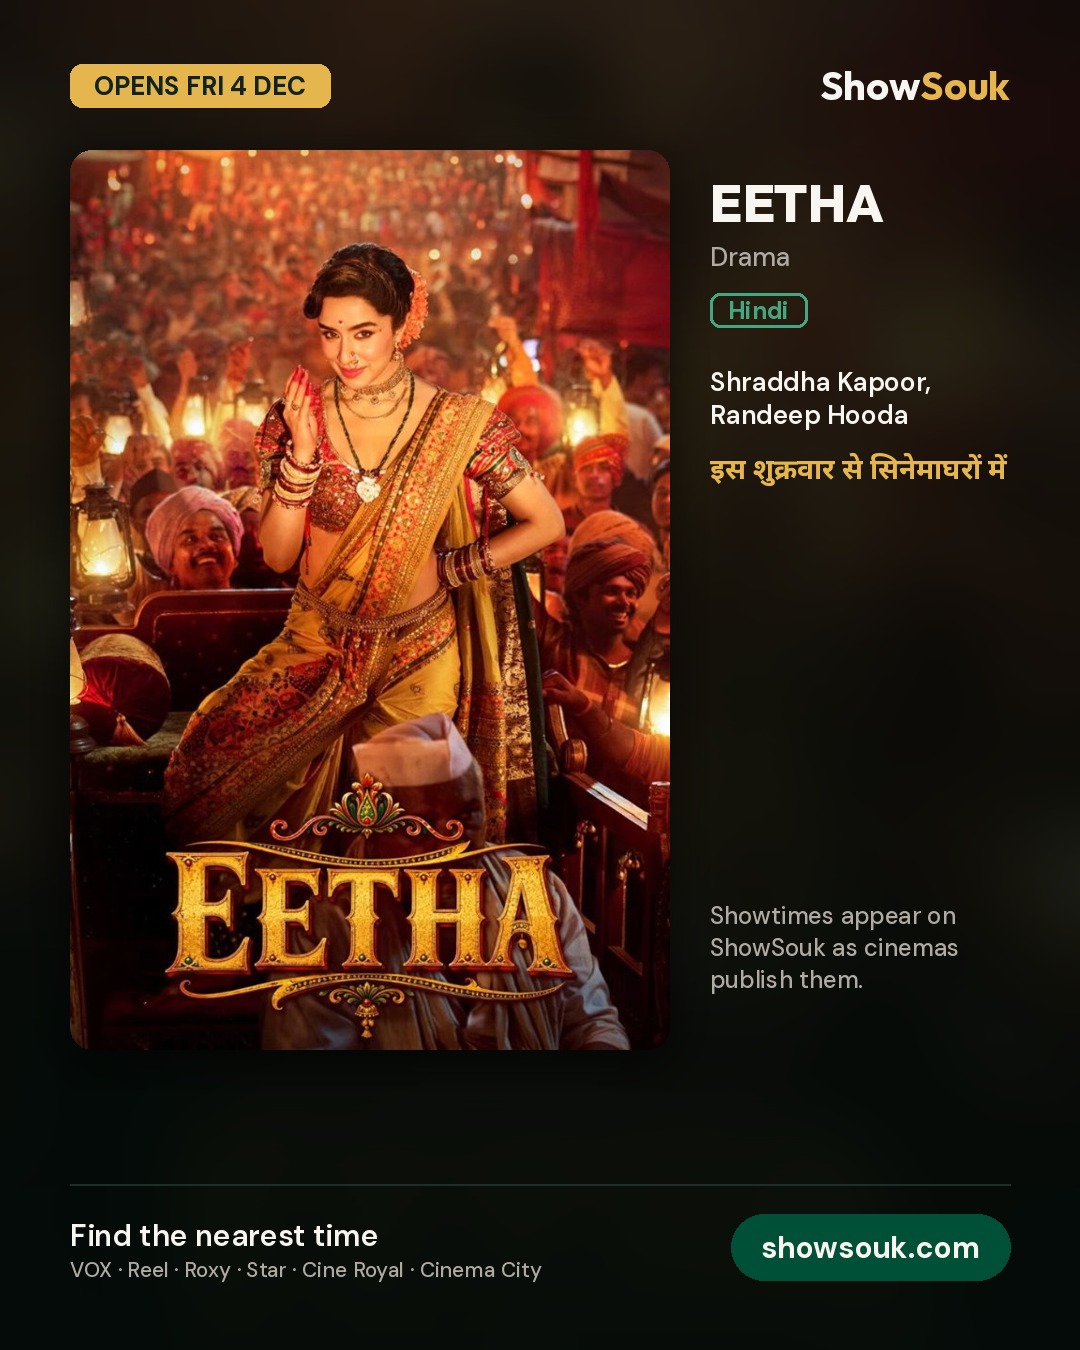 OPENS FRI 4 DEC
ShowSouk
EETHA
Drama
Hindi
Shraddha Kapoor,
Randeep Hooda
इस शुक्रवार से सिनेमाघरों में
EETHA
Showtimes appear on
ShowSouk as cinemas
publish them.
Find the nearest time
VOX · Reel · Roxy · Star · Cine Royal · Cinema City
showsouk.com